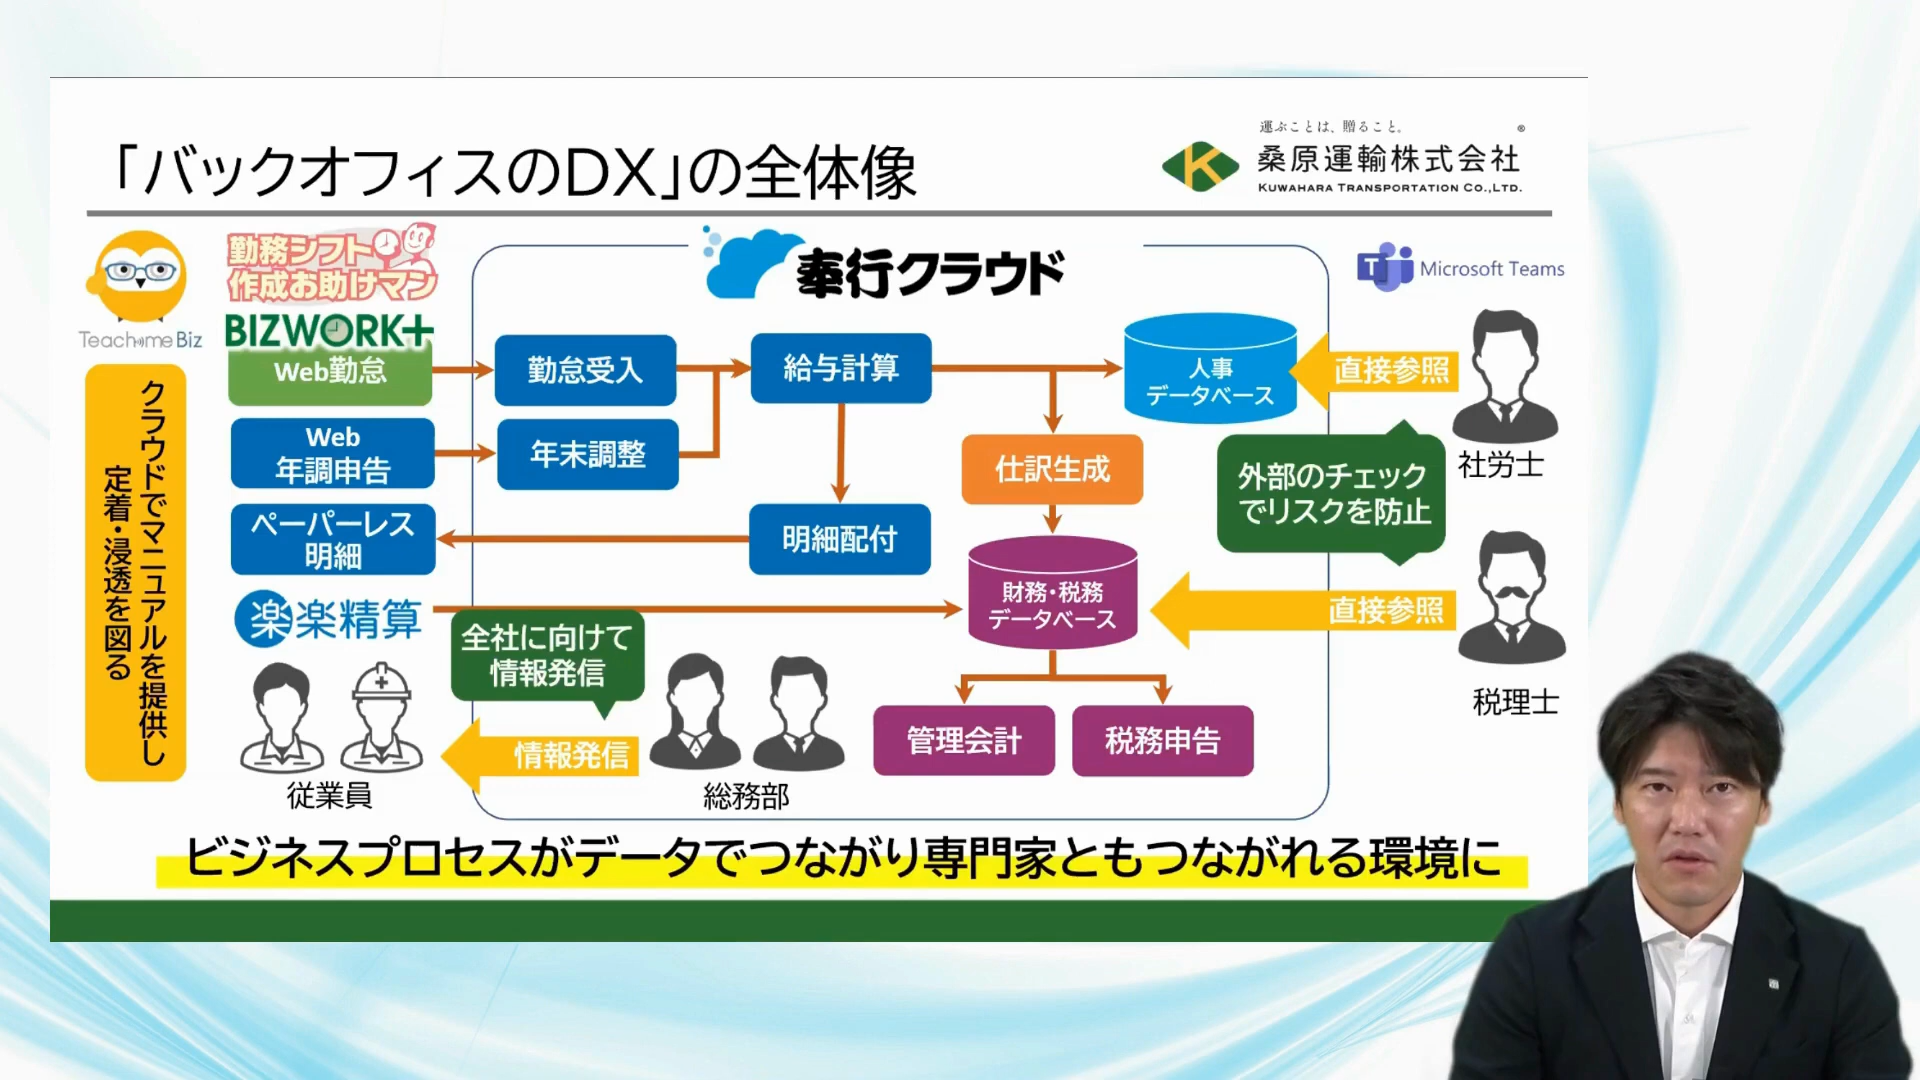 「バックオフィスのDX」の全体像
運ぶことは、贈ること。
桑原運輸株式会社
®
KUWAHARA TRANSPORTATION CO.,LTD.
Teachme Biz
クラウドでマニュアルを提供し
定着・浸透を図る
勤務シフト
作成お助けマン
BIZWORK+
Web勤怠
Web
年調申告
ペーパーレス
明細
楽楽精算
従業員
奉行クラウド
勤怠受入
年末調整
給与計算
明細配付
人事
データベース
仕訳生成
財務・税務
データベース
管理会計
税務申告
全社に向けて
情報発信
情報発信
総務部
T
Microsoft Teams
直接参照
社労士
外部のチェック
でリスクを防止
直接参照
税理士
ビジネスプロセスがデータでつながり専門家ともつながれる環境に